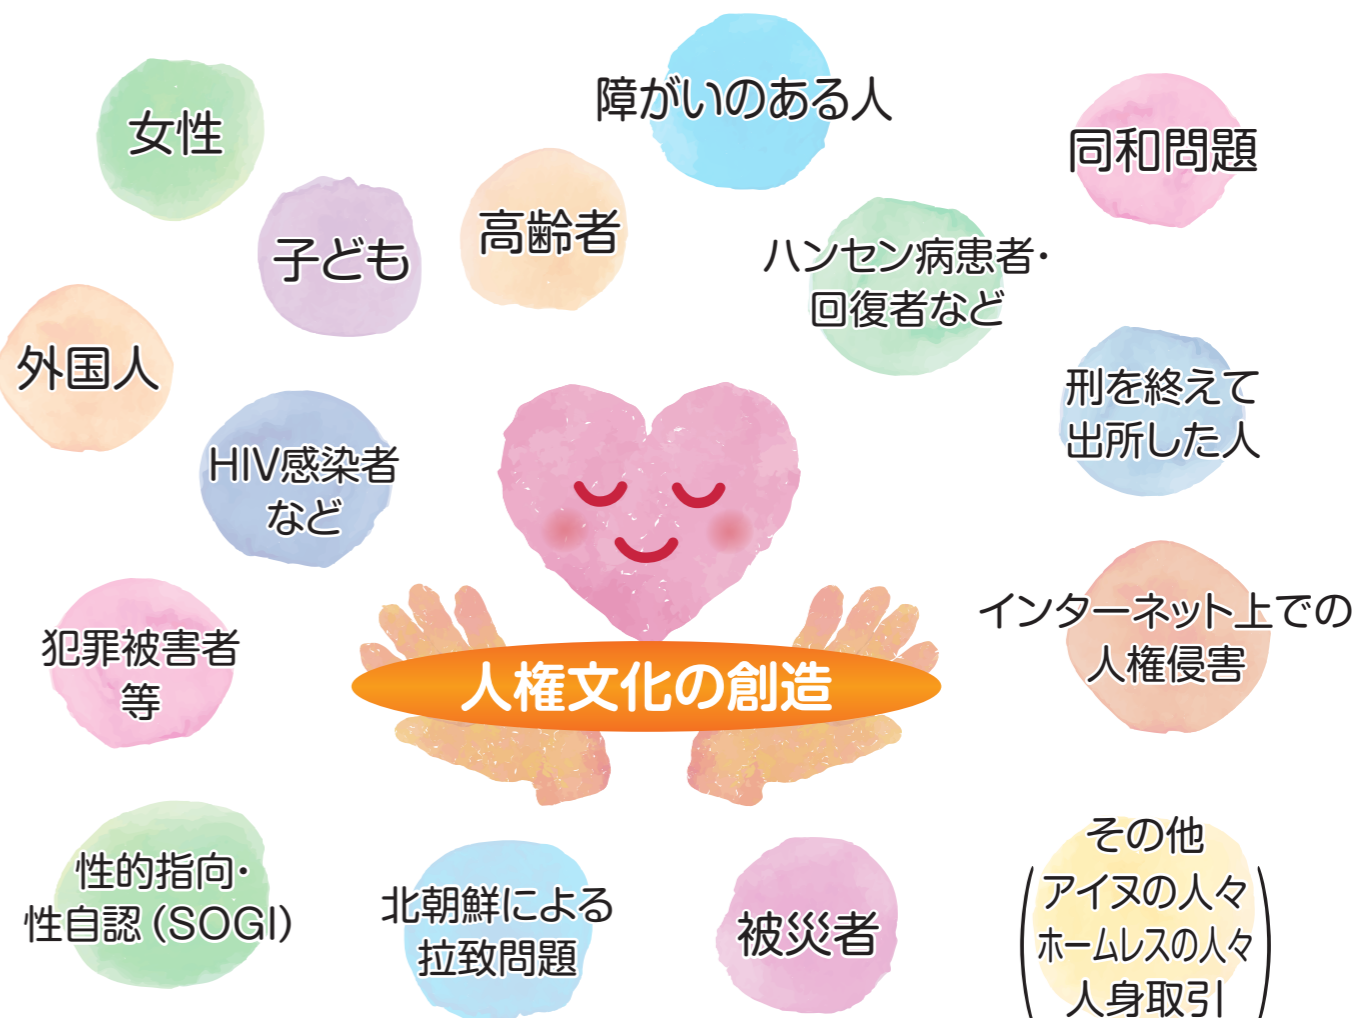 女性
障がいのある人
同和問題
子ども
高齢者
ハンセン病患者・
回復者など
外国人
刑を終えて
出所した人
HIV感染者
など
インターネット上での
人権侵害
犯罪被害者
等
人権文化の創造
性的指向・
性自認（SOGI）
北朝鮮による
拉致問題
被災者
その他
アイヌの人々
ホームレスの人々
人身取引